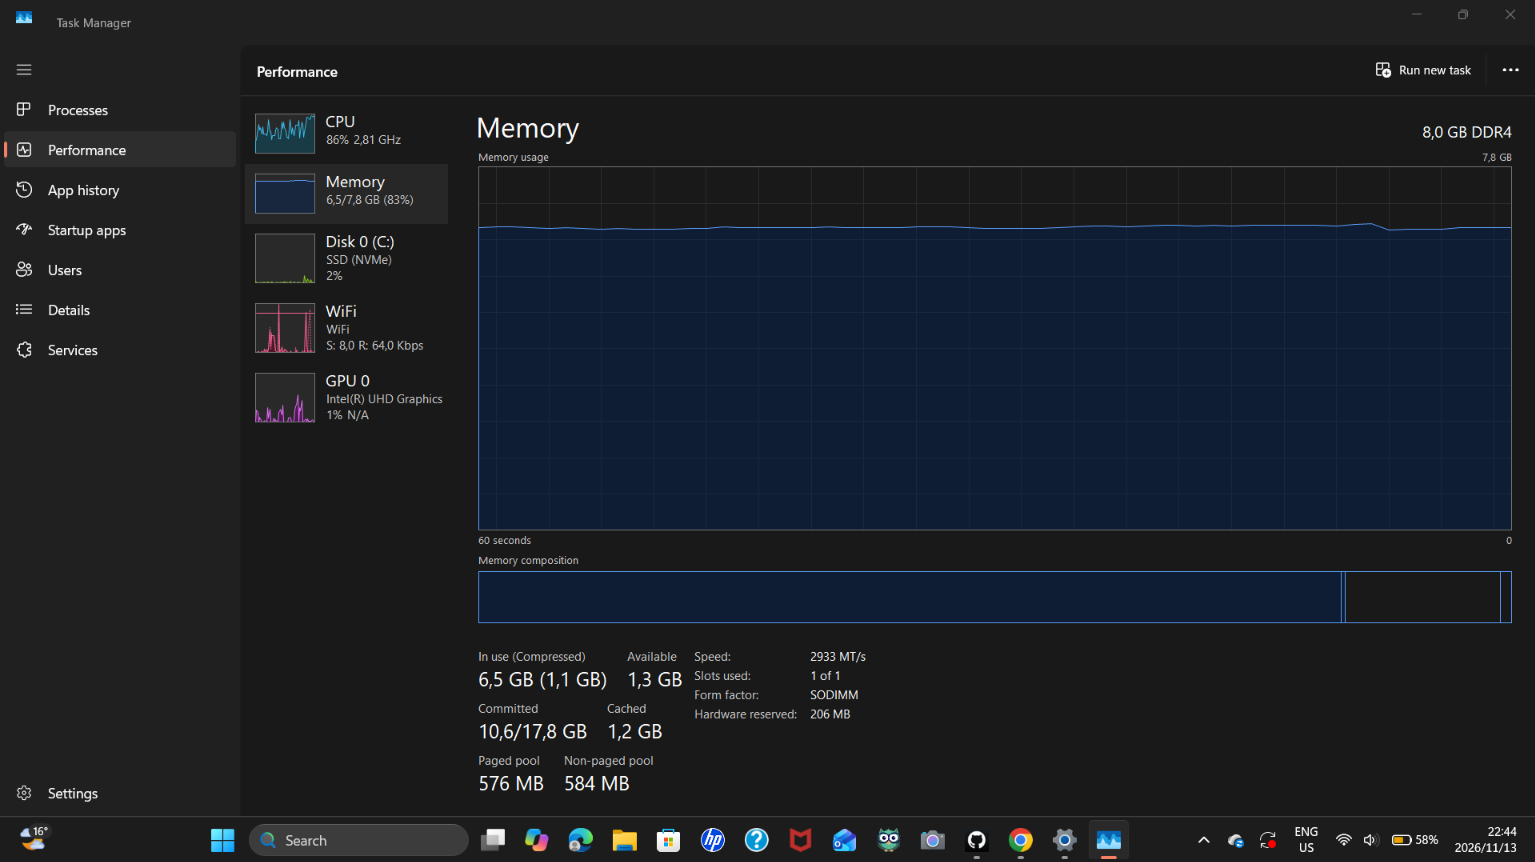 Task Manager
Performance
Run new task
Processes
Performance
App history
Startup apps
Users
Details
Services
Settings
CPU
86% 2,81 GHz
Memory
6,5/7,8 GB (83%)
Disk 0 (C:)
SSD (NVMe)
2%
WiFi
WiFi
S: 8,0 R: 64,0 Kbps
GPU 0
Intel(R) UHD Graphics
1% N/A
Memory
8,0 GB DDR4
Memory usage
7,8 GB
60 seconds
0
Memory composition
In use (Compressed)
6,5 GB (1,1 GB)
Available
1,3 GB
Committed
10,6/17,8 GB
Cached
1,2 GB
Paged pool
576 MB
Non-paged pool
584 MB
Speed: 2933 MT/s
Slots used: 1 of 1
Form factor: SODIMM
Hardware reserved: 206 MB
16°
Search
hp
ENG
US
58%
22:44
2026/11/13